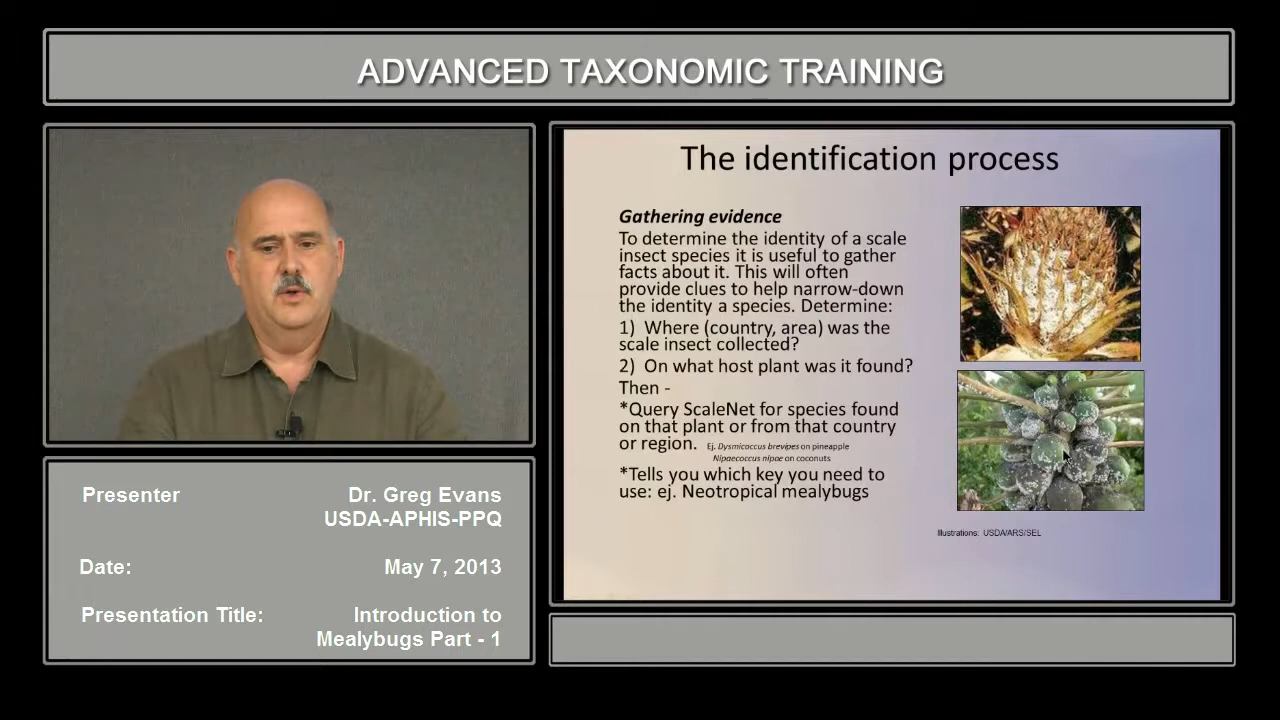 ADVANCED TAXONOMIC TRAINING
The identification process
Gathering evidence
To determine the identity of a scale
insect species it is useful to gather
facts about it. This will often
provide clues to help narrow-down
the identity a species. Determine:
1) Where (country, area) was the
scale insect collected?
2) On what host plant was it found?
Then -
*Query ScaleNet for species found
on that plant or from that country
or region. Ej. Dysmicoccus brevipes on pineapple
Nipaecoccus nipae on coconuts
*Tells you which key you need to
use: ej. Neotropical mealybugs
Illustrations: USDA/ARS/SEL
Presenter Dr. Greg Evans
USDA-APHIS-PPQ
Date: May 7, 2013
Presentation Title: Introduction to
Mealybugs Part - 1